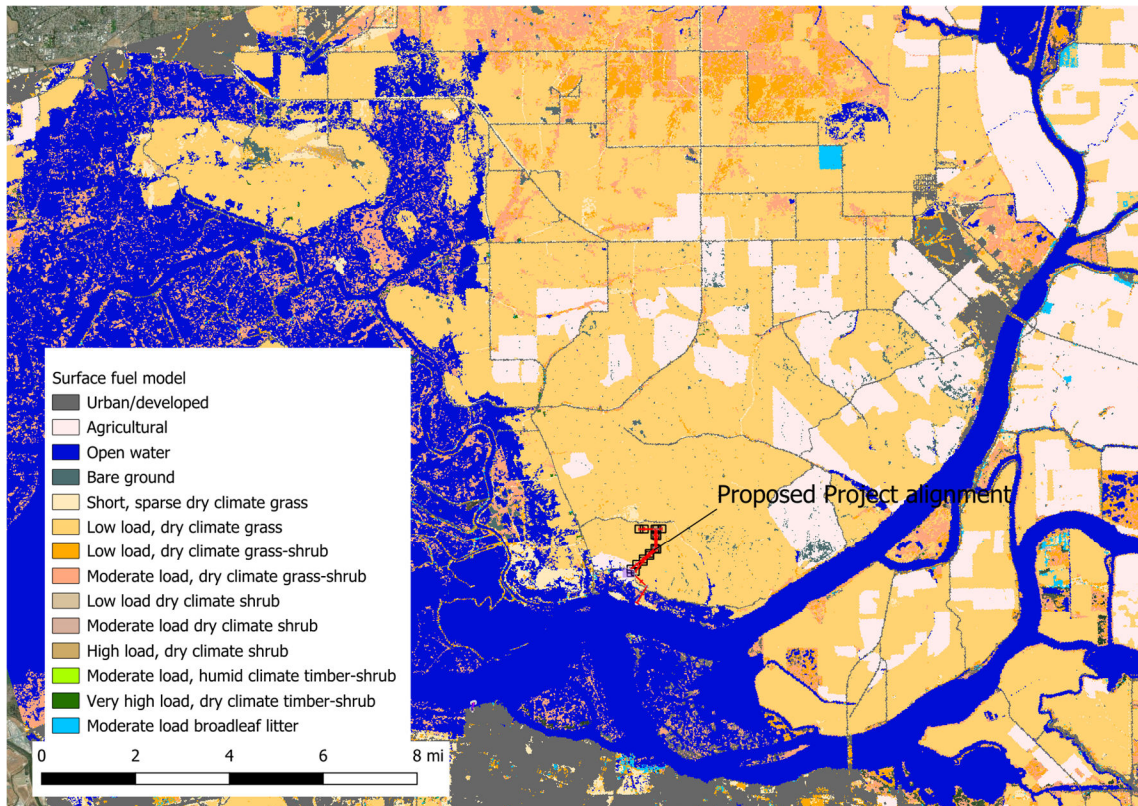 Proposed Project alignment
Surface fuel model
Urban/developed
Agricultural
Open water
Bare ground
Short, sparse dry climate grass
Low load, dry climate grass
Low load, dry climate grass-shrub
Moderate load, dry climate grass-shrub
Low load dry climate shrub
Moderate load dry climate shrub
High load, dry climate shrub
Moderate load, humid climate timber-shrub
Very high load, dry climate timber-shrub
Moderate load broadleaf litter
0 2 4 6 8 mi